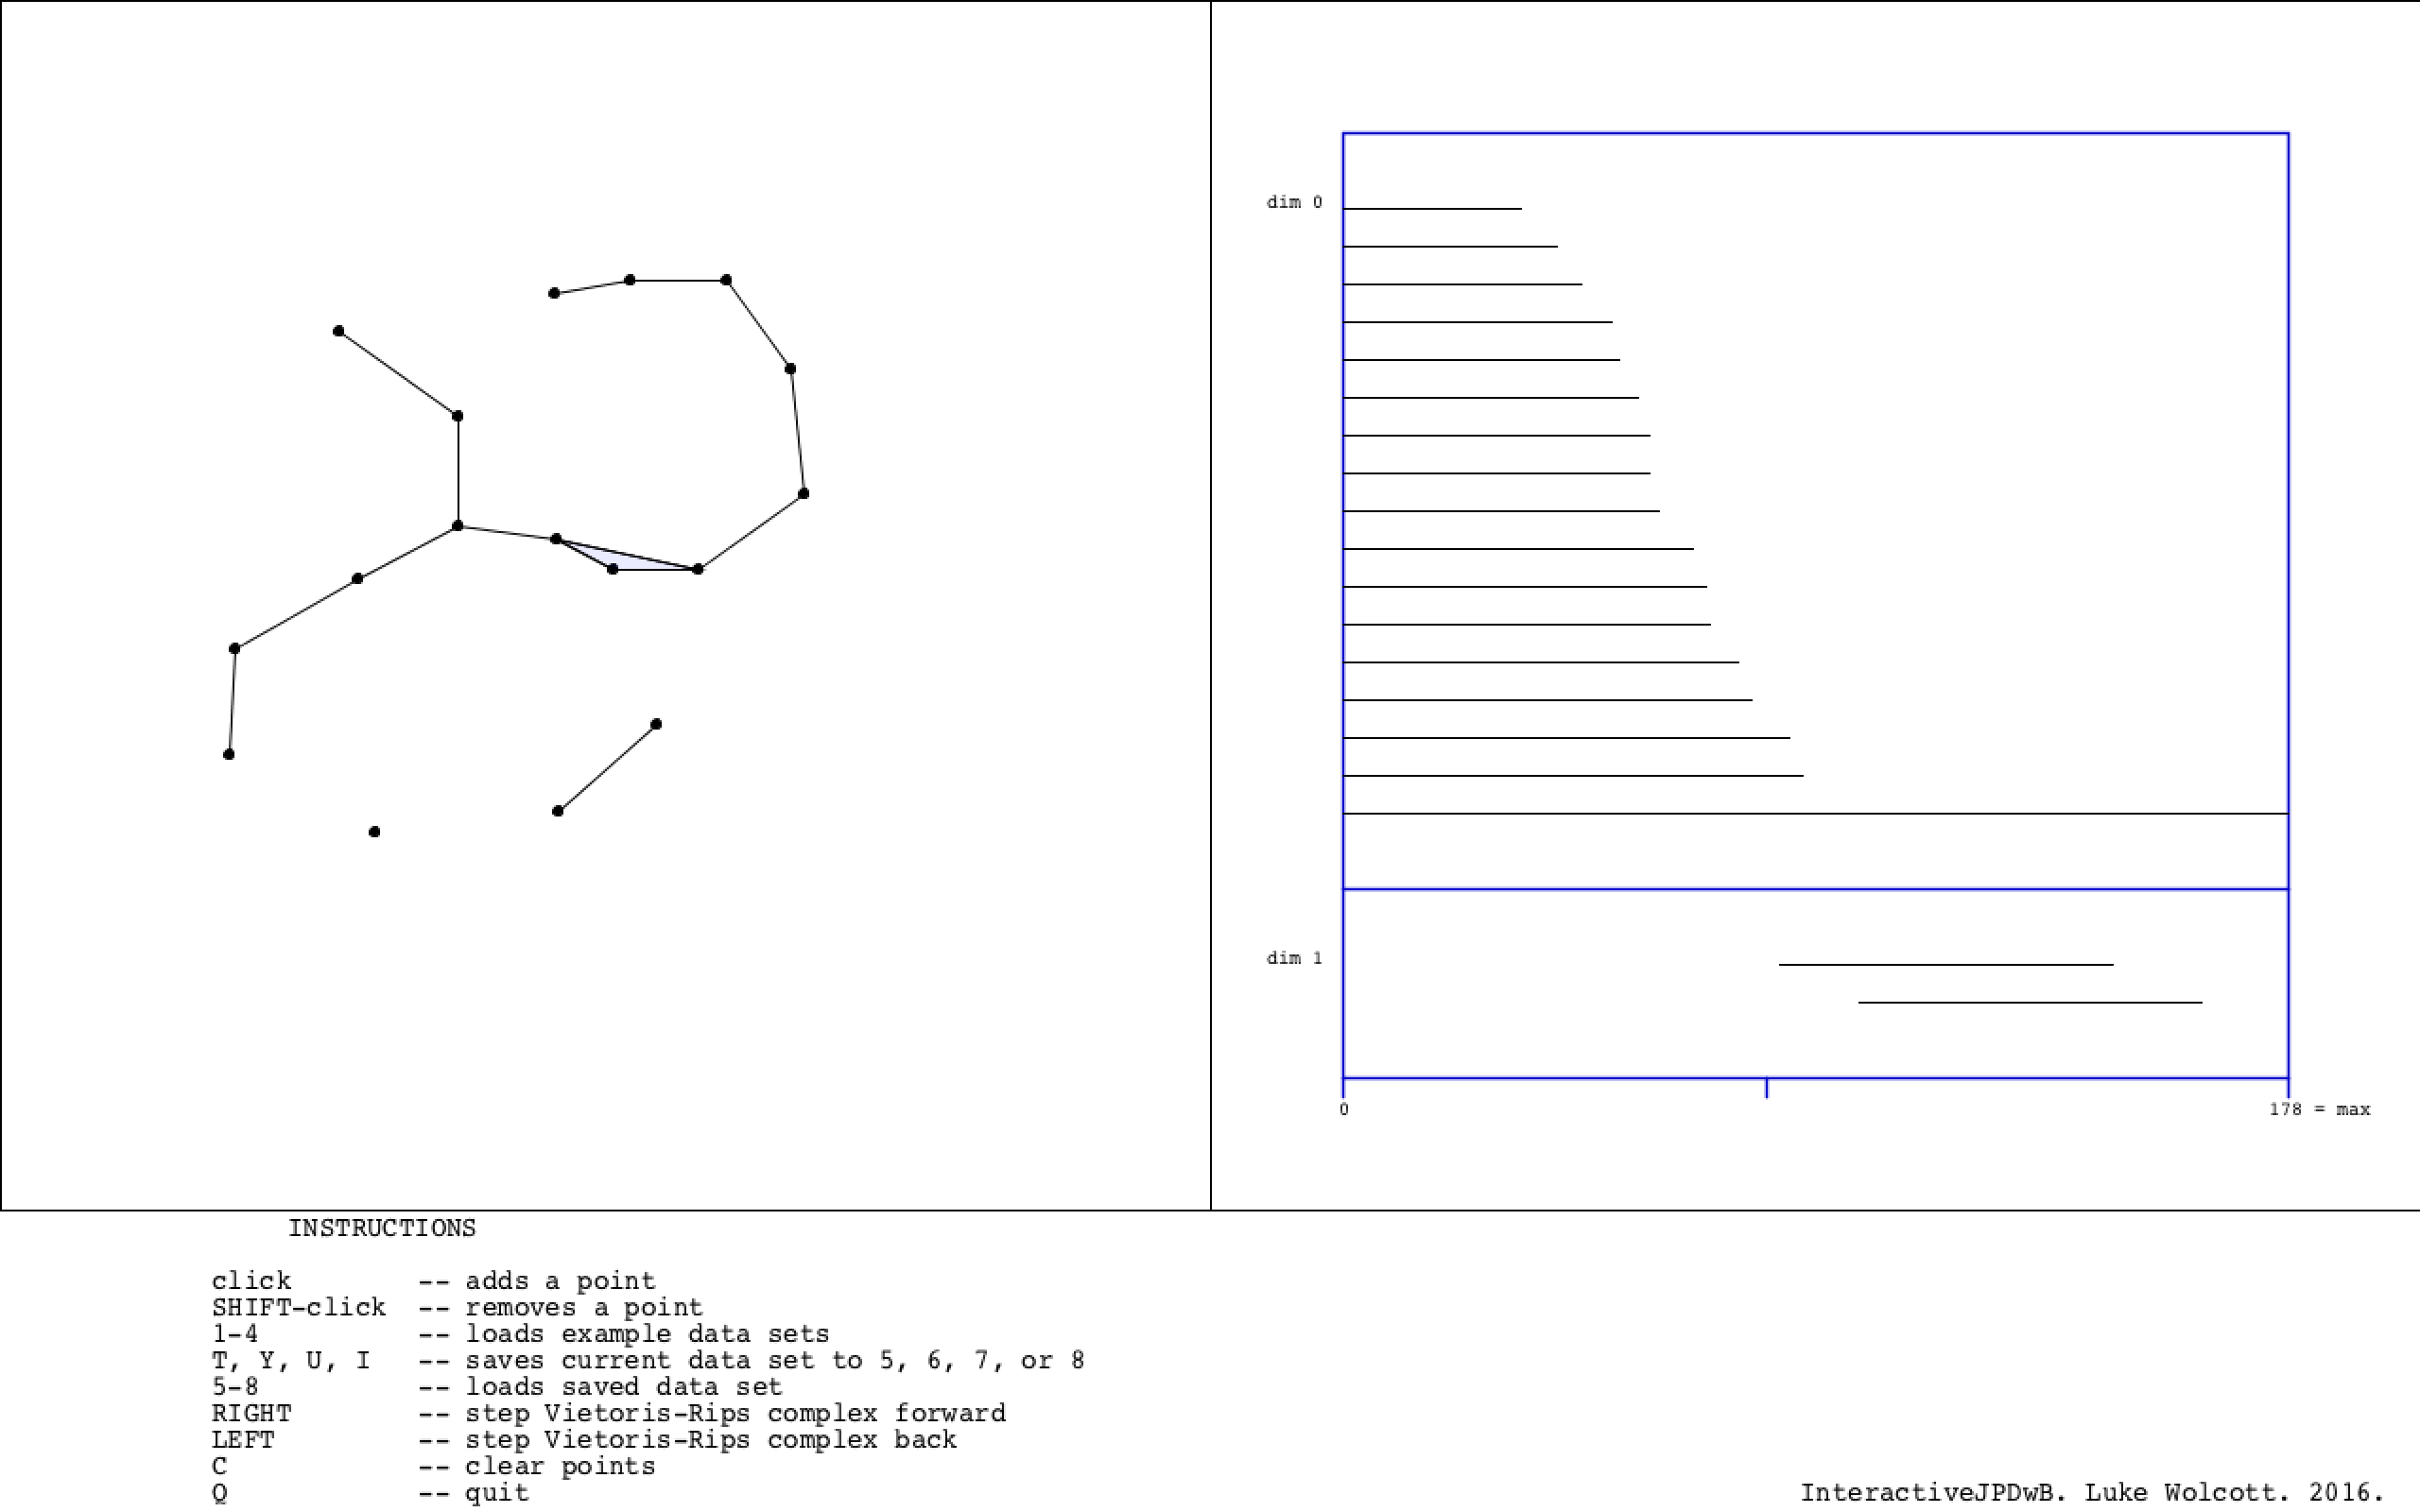 dim 0
dim 1
0
178 = max
INSTRUCTIONS
click -- adds a point
SHIFT-click -- removes a point
1-4 -- loads example data sets
T, Y, U, I -- saves current data set to 5, 6, 7, or 8
5-8 -- loads saved data set
RIGHT -- step Vietoris-Rips complex forward
LEFT -- step Vietoris-Rips complex back
C -- clear points
Q -- quit
InteractiveJPDwB. Luke Wolcott. 2016.